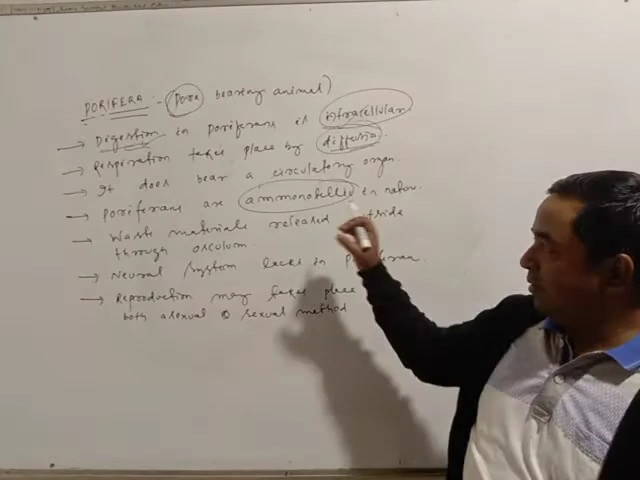 PORIFERA - (Pore bearing animal)
→ Digestion in poriferans is intracellular
→ Respiration takes place by diffusion.
→ It does bear a circulatory organ
→ Poriferans are ammonotellic in nature.
→ Waste materials released outside
through osculum.
→ Neural system lacks in
→ Reproduction may takes place
both asexual & sexual method